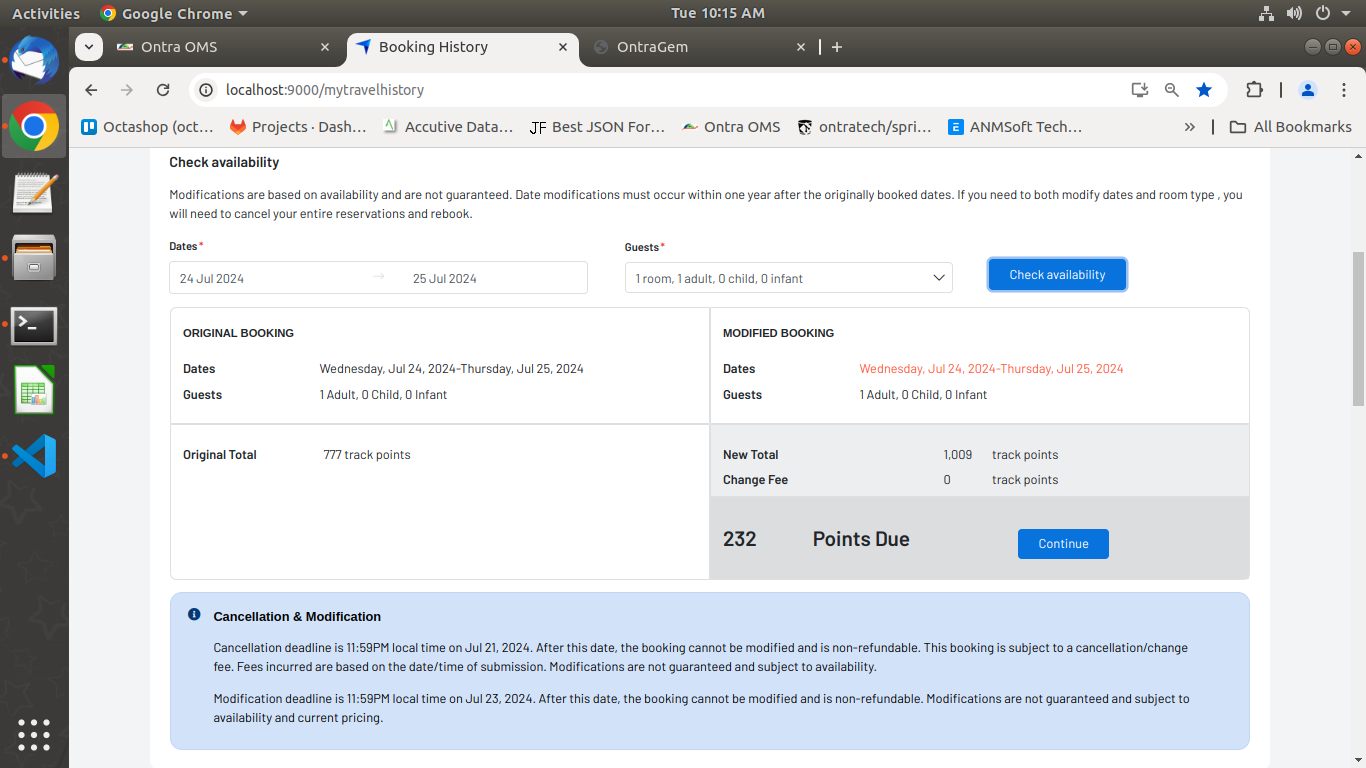 Activities Google Chrome Tue 10:15 AM
Ontra OMS Booking History OntraGem
localhost:9000/mytravelhistory
Octashop (oct… Projects · Dash… Accutive Data… JF Best JSON For… Ontra OMS ontratech/spri… E ANMSoft Tech… » All Bookmarks
Check availability
Modifications are based on availability and are not guaranteed. Date modifications must occur within one year after the originally booked dates. If you need to both modify dates and room type , you
will need to cancel your entire reservations and rebook.
Dates* Guests*
24 Jul 2024 → 25 Jul 2024 1 room, 1 adult, 0 child, 0 infant Check availability
ORIGINAL BOOKING MODIFIED BOOKING
Dates Wednesday, Jul 24, 2024-Thursday, Jul 25, 2024 Dates Wednesday, Jul 24, 2024-Thursday, Jul 25, 2024
Guests 1 Adult, 0 Child, 0 Infant Guests 1 Adult, 0 Child, 0 Infant
Original Total 777 track points New Total 1,009 track points
Change Fee 0 track points
232 Points Due Continue
Cancellation & Modification
Cancellation deadline is 11:59PM local time on Jul 21, 2024. After this date, the booking cannot be modified and is non-refundable. This booking is subject to a cancellation/change
fee. Fees incurred are based on the date/time of submission. Modifications are not guaranteed and subject to availability.
Modification deadline is 11:59PM local time on Jul 23, 2024. After this date, the booking cannot be modified and is non-refundable. Modifications are not guaranteed and subject to
availability and current pricing.